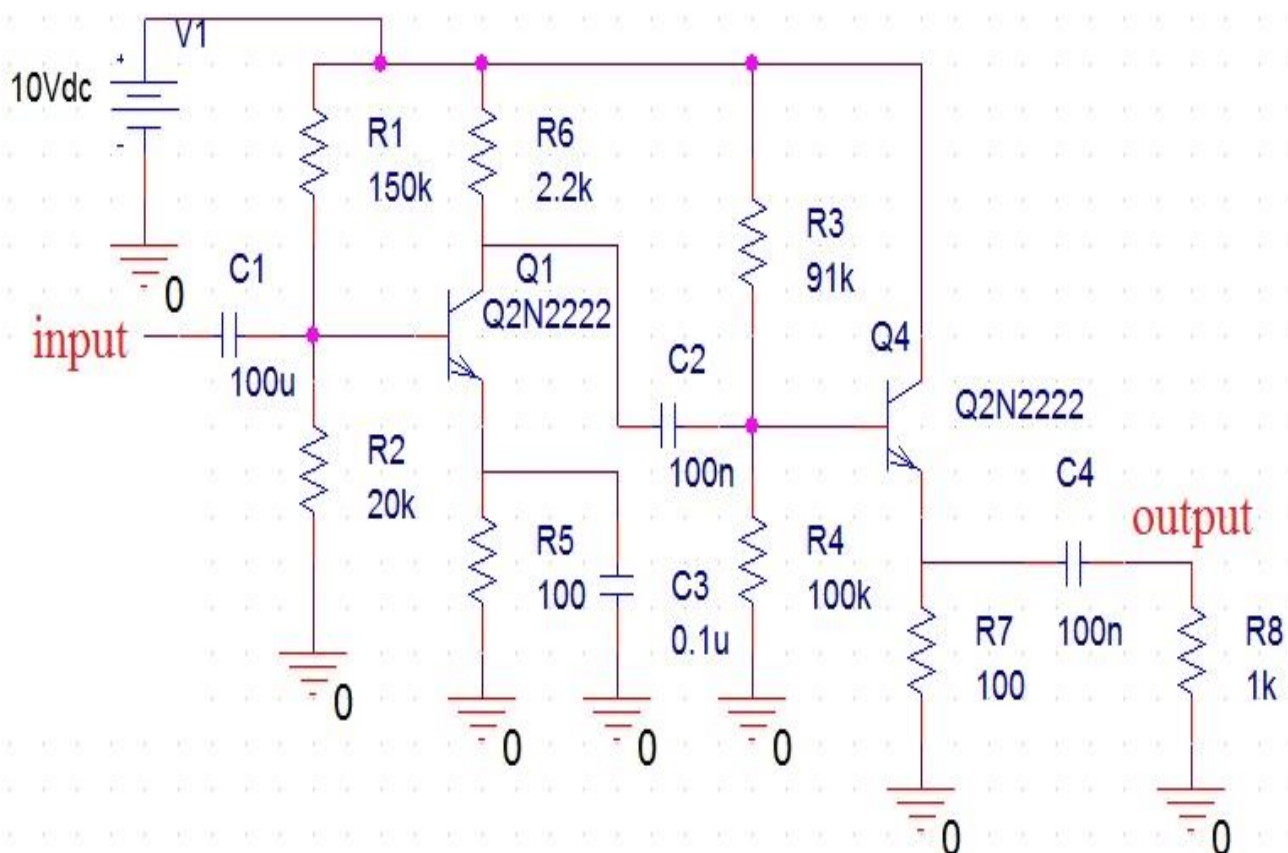 V1
+
10Vdc
-
0
R1
150k
R6
2.2k
R3
91k
C1
100u
input
Q1
Q2N2222
Q4
Q2N2222
C2
100n
R2
20k
0
R5
100
0
C3
0.1u
0
R4
100k
0
C4
100n
output
R7
100
0
R8
1k
0